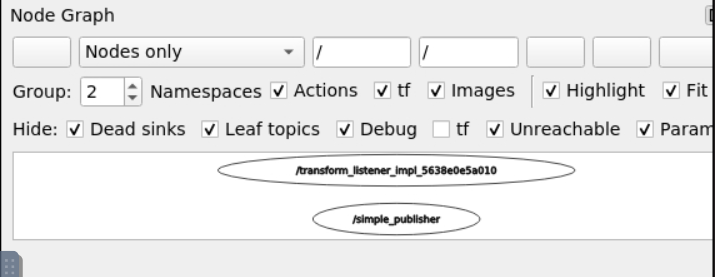 Node Graph
Nodes only / /
Group: 2 Namespaces Actions tf Images Highlight Fit
Hide: Dead sinks Leaf topics Debug tf Unreachable Param
/transform_listener_impl_5638e0e5a010
/simple_publisher